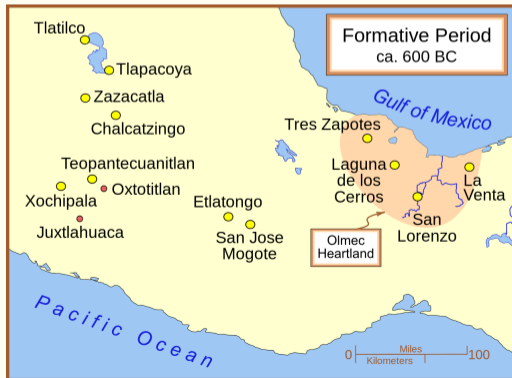 Formative Period
ca. 600 BC
Tlatilco
Tlapacoya
Zazacatla
Chalcatzingo
Gulf of Mexico
Tres Zapotes
Teopantecuanitlan
Laguna
de los
Cerros
La
Venta
Xochipala
Oxtotitlan
Etlatongo
San
Lorenzo
Juxtlahuaca
San Jose
Mogote
Olmec
Heartland
Pacific Ocean
0
Miles
Kilometers
100